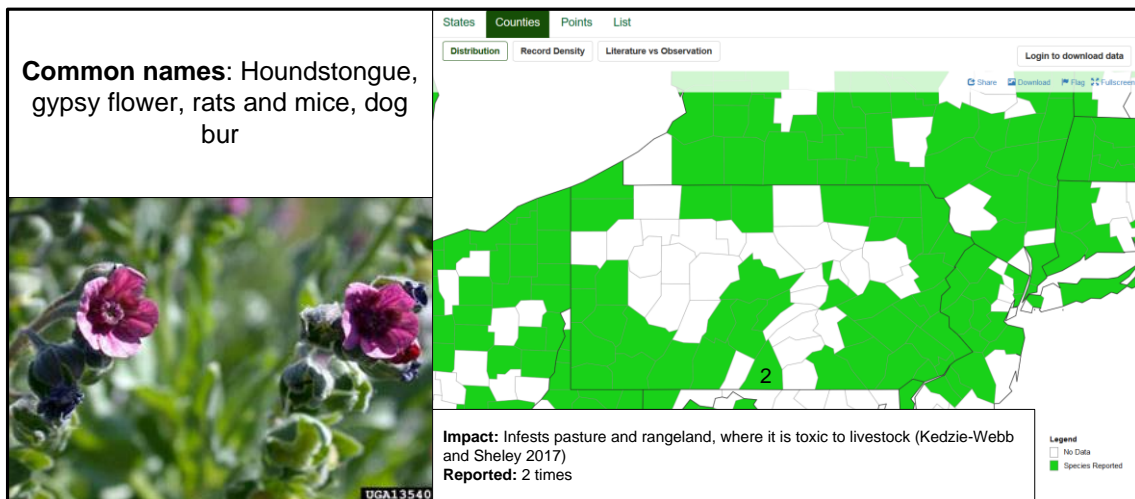 Common names: Houndstongue,
gypsy flower, rats and mice, dog
bur
UGA13540
States Counties Points List
Distribution Record Density Literature vs Observation
Login to download data
Share Download Flag Fullscreen
2
Impact: Infests pasture and rangeland, where it is toxic to livestock (Kedzie-Webb
and Sheley 2017)
Reported: 2 times
Legend
No Data
Species Reported